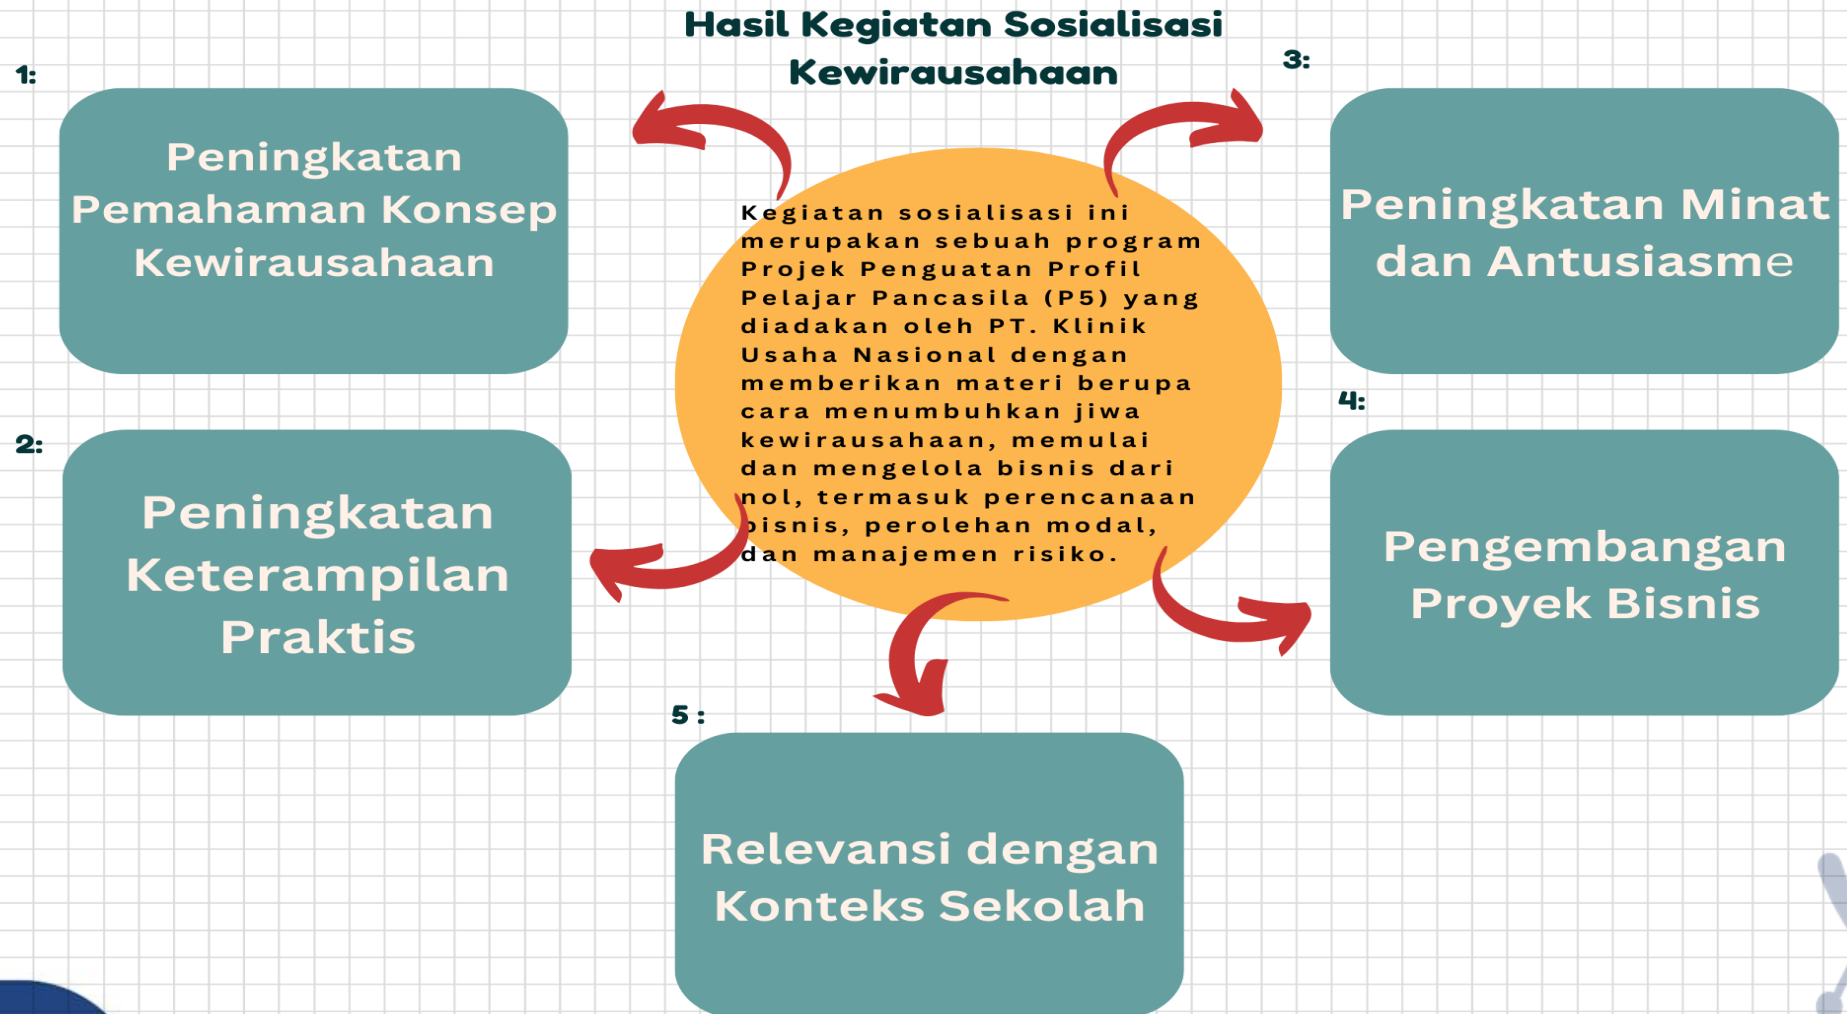 Hasil Kegiatan Sosialisasi
Kewirausahaan
1:
Peningkatan
Pemahaman Konsep
Kewirausahaan
2:
Peningkatan
Keterampilan
Praktis
Kegiatan sosialisasi ini
merupakan sebuah program
Projek Penguatan Profil
Pelajar Pancasila (P5) yang
diadakan oleh PT. Klinik
Usaha Nasional dengan
memberikan materi berupa
cara menumbuhkan jiwa
kewirausahaan, memulai
dan mengelola bisnis dari
nol, termasuk perencanaan
bisnis, perolehan modal,
dan manajemen risiko.
3:
Peningkatan Minat
dan Antusiasme
4:
Pengembangan
Proyek Bisnis
5 :
Relevansi dengan
Konteks Sekolah